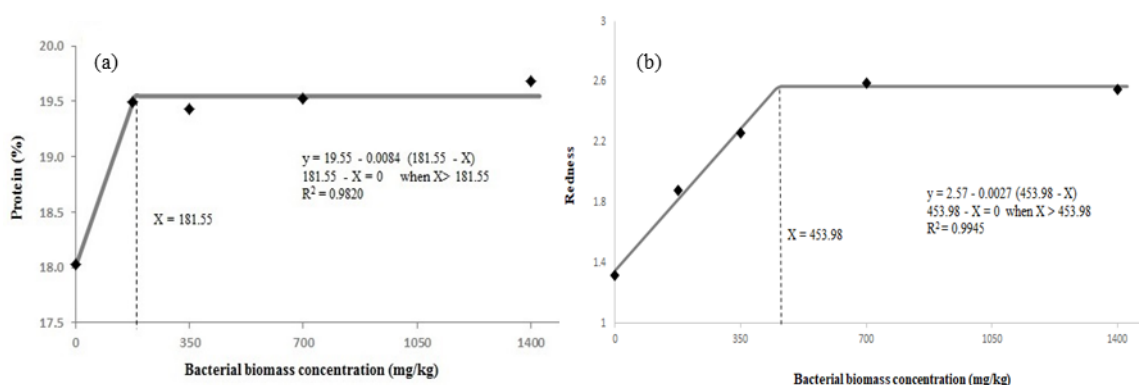 (a)
Protein (%)
20.0
19.5
19.0
18.5
18.0
17.5
y = 19.55 - 0.0084 (181.55 - X)
181.55 - X = 0 when X> 181.55
R² = 0.9820
X = 181.55
0
350
700
1050
1400
Bacterial biomass concentration (mg/kg)
(b)
Redness
3
2.6
2.2
1.8
1.4
1
y = 2.57 - 0.0027 (453.98 - X)
453.98 - X = 0 when X > 453.98
R² = 0.9945
X = 453.98
0
350
700
1050
1400
Bacterial biomass concentration (mg/kg)